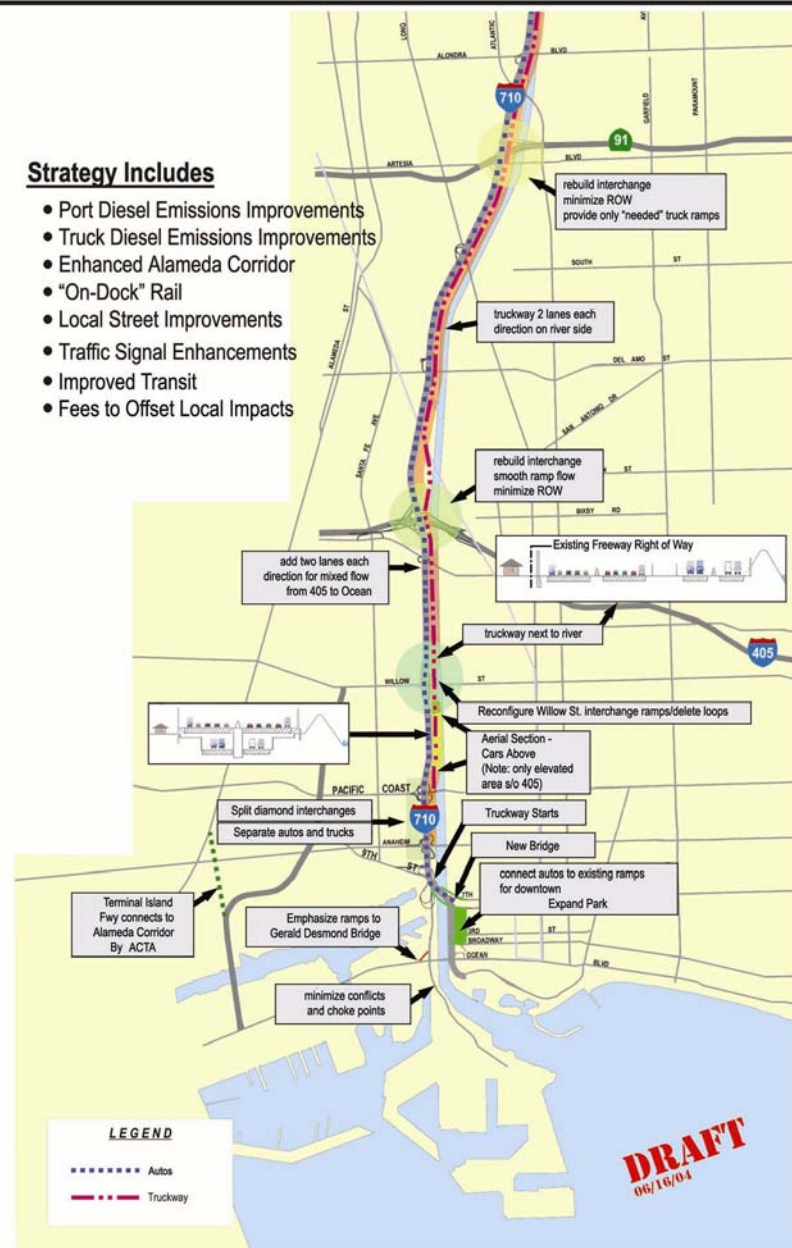 LONG
ATLANTIC
AV
ALONDRA BLVD
710
GARFIELD
PARAMOUNT
91
ARTESIA BLVD
Strategy Includes
• Port Diesel Emissions Improvements
• Truck Diesel Emissions Improvements
• Enhanced Alameda Corridor
• "On-Dock" Rail
• Local Street Improvements
• Traffic Signal Enhancements
• Improved Transit
• Fees to Offset Local Impacts
rebuild interchange
minimize ROW
provide only "needed" truck ramps
SOUTH ST
ALAMEDA ST
truckway 2 lanes each
direction on river side
DEL AMO ST
SAN ANTONIO DR
SANTA FE AVE
rebuild interchange
smooth ramp flow
minimize ROW
ST
BIXBY RD
Existing Freeway Right of Way
add two lanes each
direction for mixed flow
from 405 to Ocean
truckway next to river
405
WILLOW ST
Reconfigure Willow St. interchange ramps/delete loops
Aerial Section -
Cars Above
(Note: only elevated
area s/o 405)
PACIFIC COAST
Split diamond interchanges
Separate autos and trucks
710
Truckway Starts
ANAHEIM
9TH ST
New Bridge
7TH
connect autos to existing ramps
for downtown
Expand Park
Terminal Island
Fwy connects to
Alameda Corridor
By ACTA
Emphasize ramps to
Gerald Desmond Bridge
3RD ST
BROADWAY
OCEAN BLVD
minimize conflicts
and choke points
LEGEND
Autos
Truckway
DRAFT
06/16/04